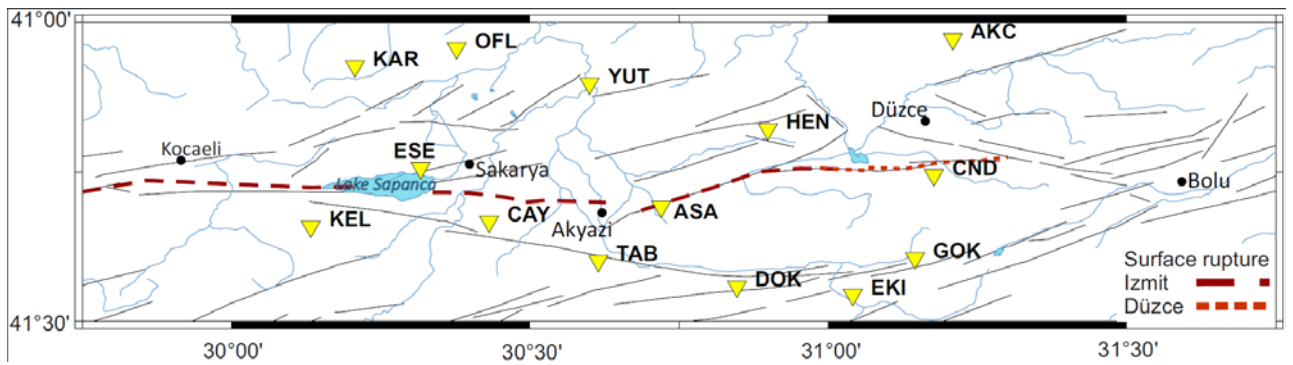 41°00'
AKC
OFL
KAR
YUT
Düzce
HEN
Kocaeli
ESE
Sakarya
CND
Lake Sapanca
Bolu
KEL
CAY
ASA
Akyazi
TAB
GOK
DOK
EKI
Surface rupture
Izmit
Düzce
41°30'
30°00'
30°30'
31°00'
31°30'